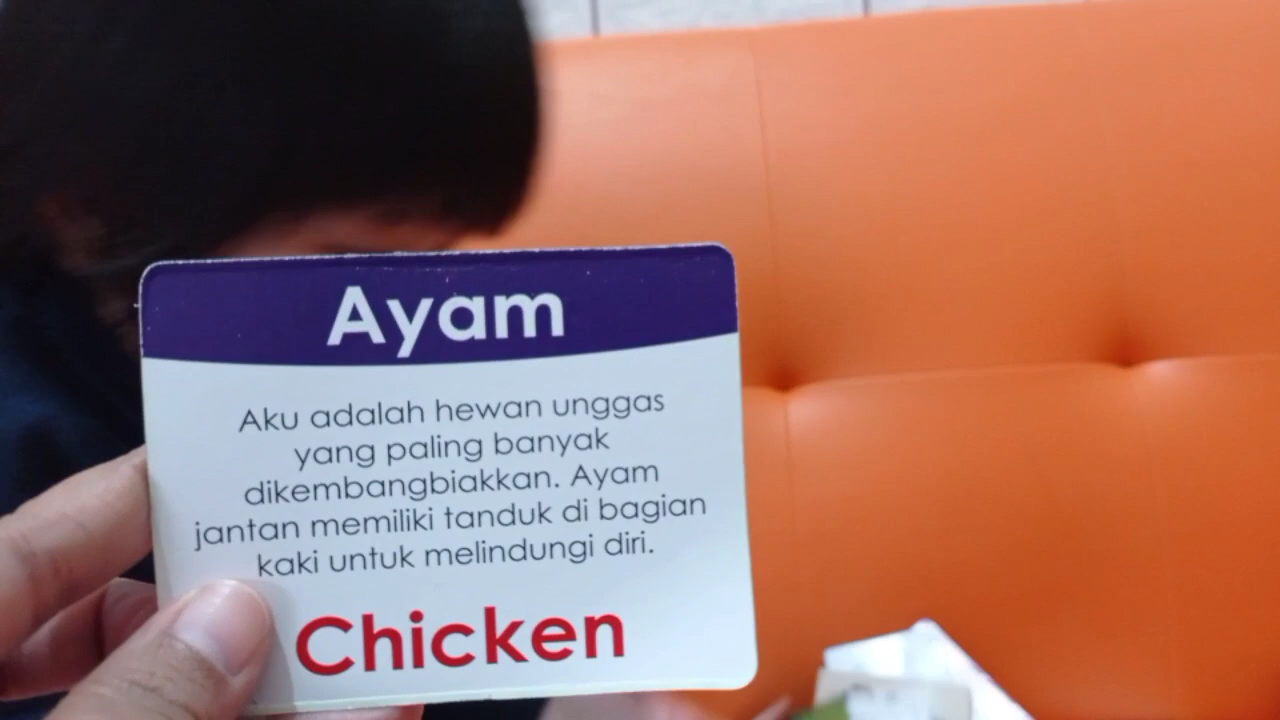 Ayam
Aku adalah hewan unggas
yang paling banyak
dikembangbiakkan. Ayam
jantan memiliki tanduk di bagian
kaki untuk melindungi diri.
Chicken